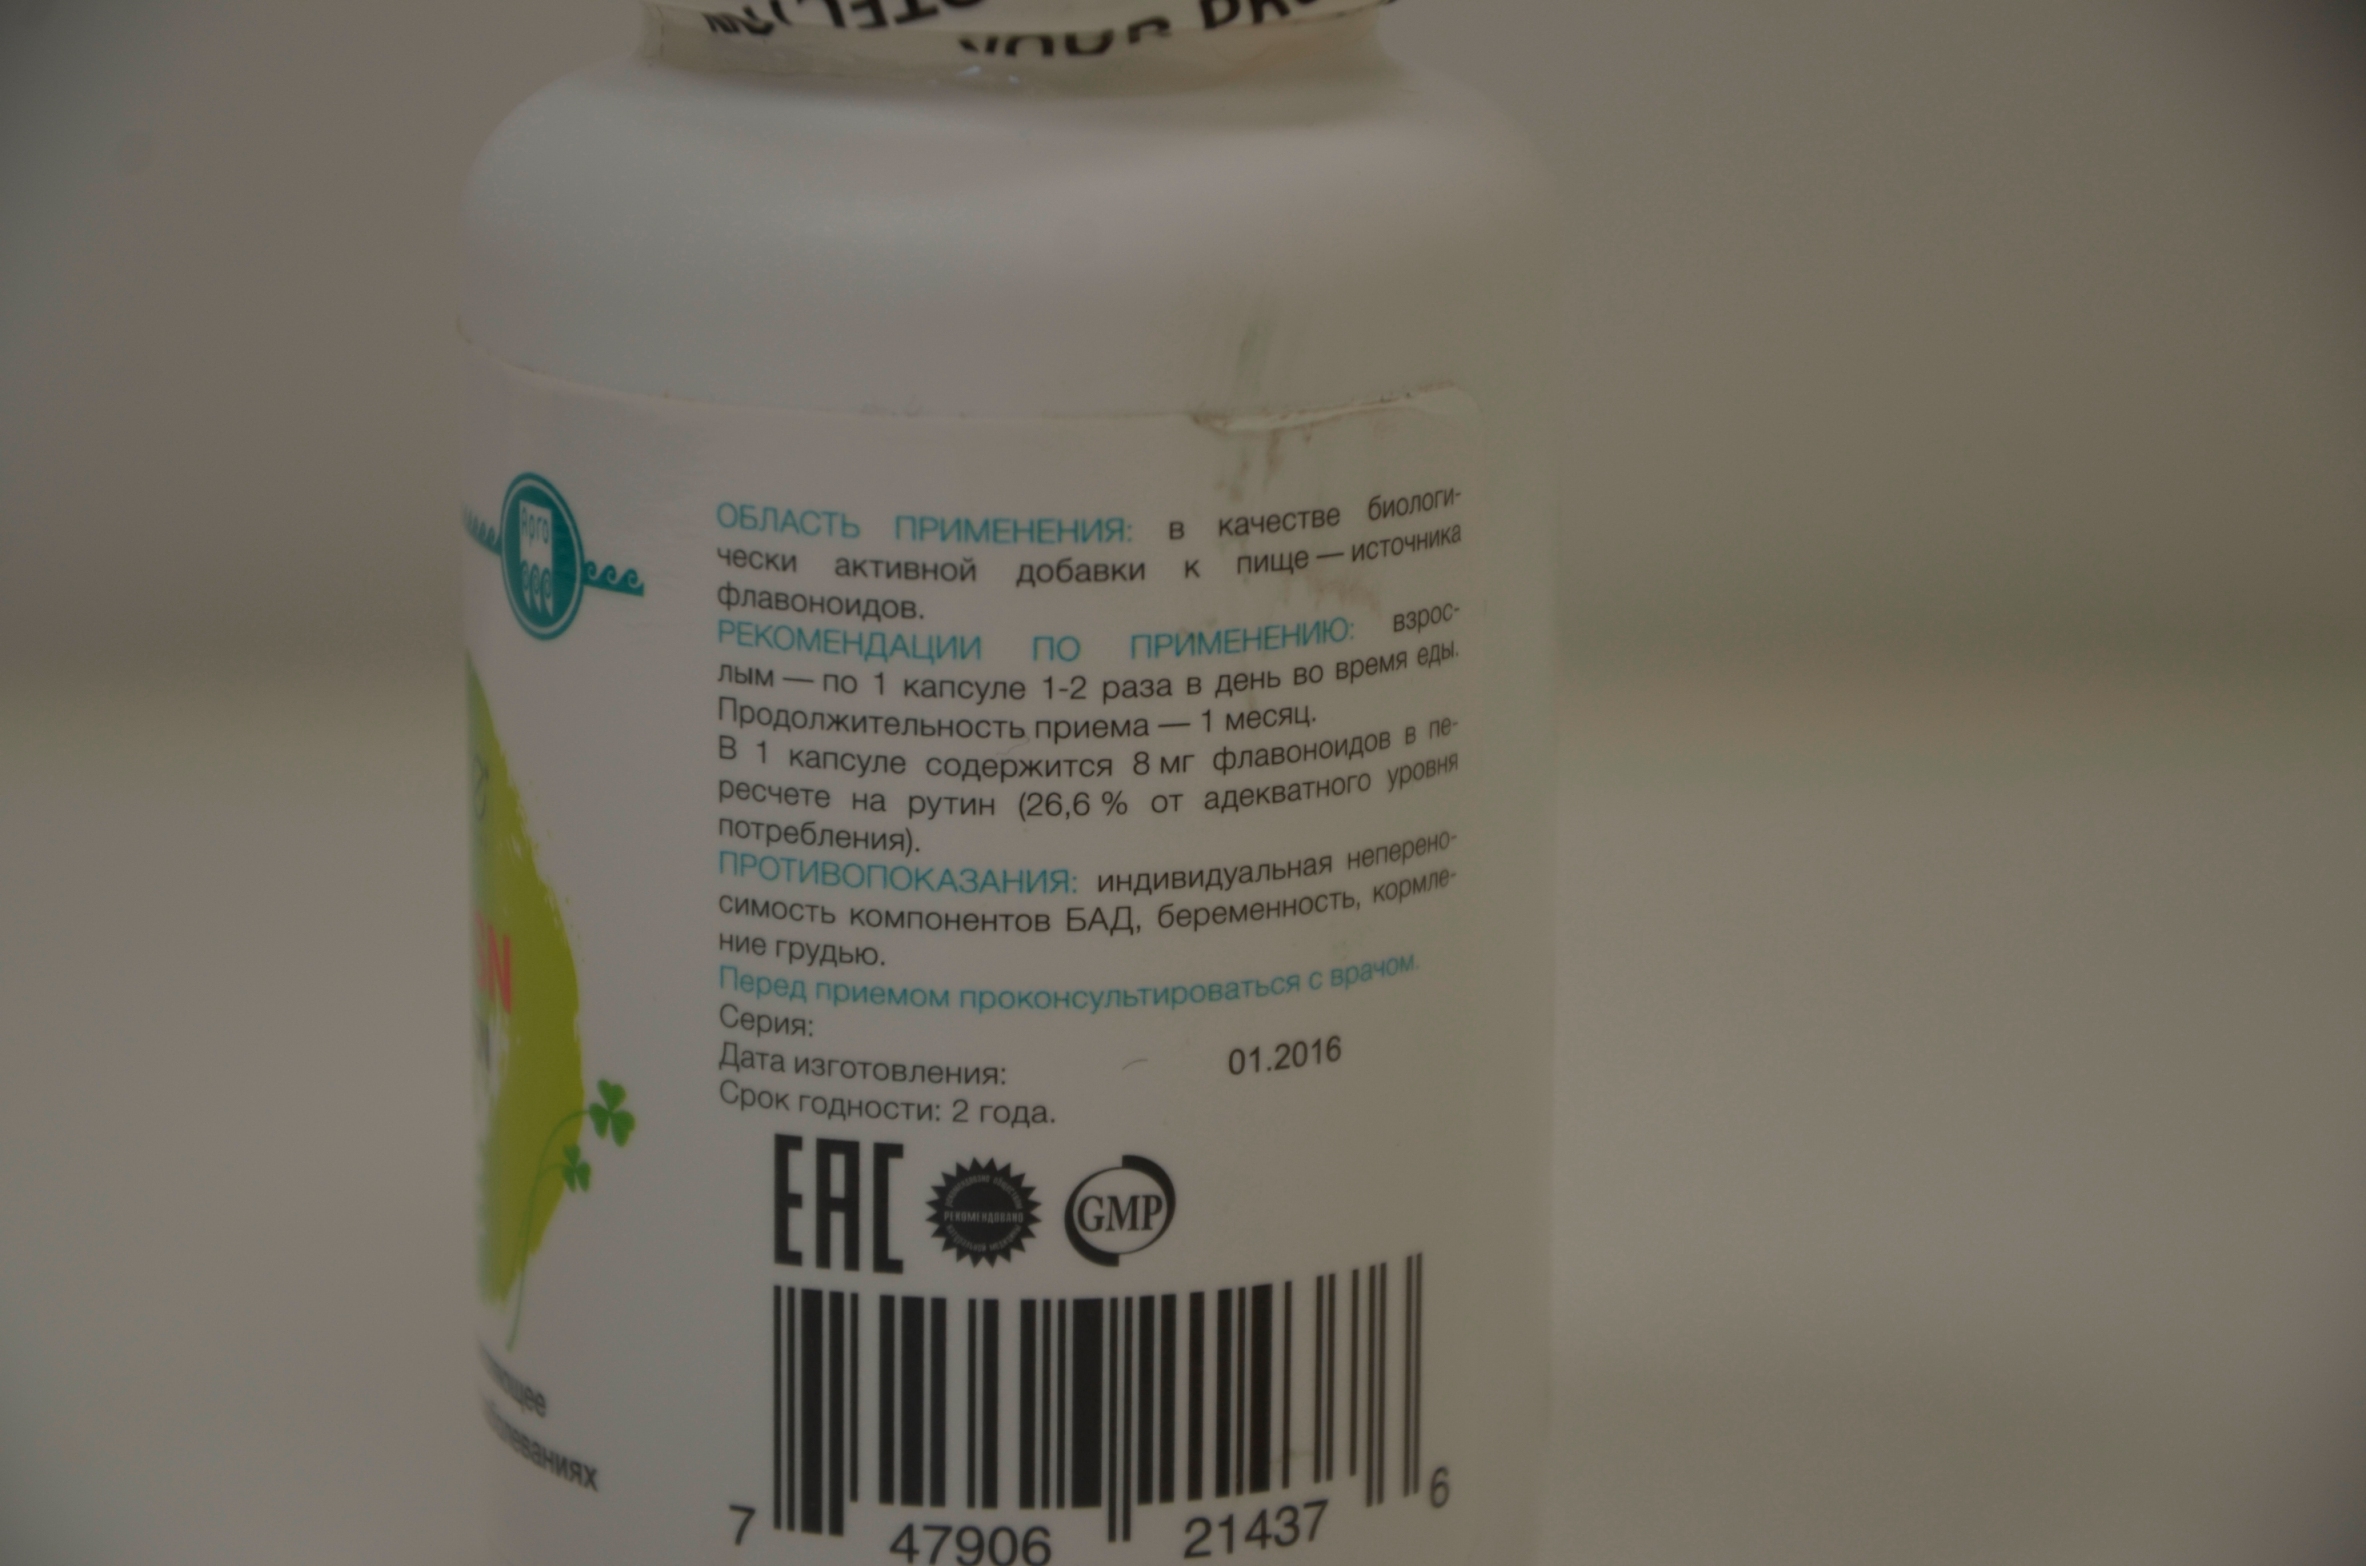 YOUR
Арго
ОБЛАСТЬ ПРИМЕНЕНИЯ: в качестве биологи-
чески активной добавки к пище — источника
флавоноидов.
РЕКОМЕНДАЦИИ ПО ПРИМЕНЕНИЮ: взрос-
лым — по 1 капсуле 1-2 раза в день во время еды.
Продолжительность приема — 1 месяц.
В 1 капсуле содержится 8 мг флавоноидов в пе-
ресчете на рутин (26,6 % от адекватного уровня
потребления).
ПРОТИВОПОКАЗАНИЯ: индивидуальная неперено-
симость компонентов БАД, беременность, кормле-
ние грудью.
Перед приемом проконсультироваться с врачом.
Серия:
Дата изготовления: 01.2016
Срок годности: 2 года.
EAC
РЕКОМЕНДОВАНО
GMP
7 47906 21437 6